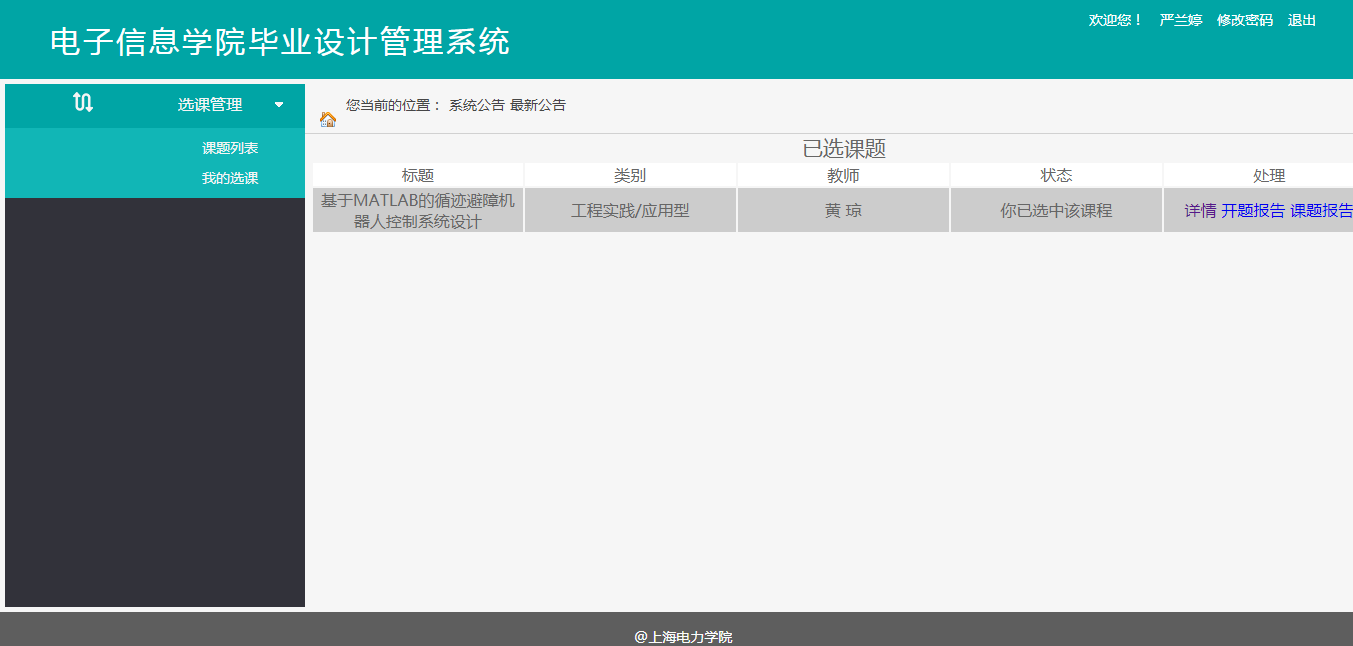 电子信息学院毕业设计管理系统
欢迎您！ 严兰婷 修改密码 退出
选课管理
课题列表
我的选课
您当前的位置： 系统公告 最新公告
已选课题
标题 类别 教师 状态 处理
基于MATLAB的循迹避障机
器人控制系统设计
工程实践/应用型
黄 琼
你已选中该课程
详情 开题报告 课题报告
@上海电力学院